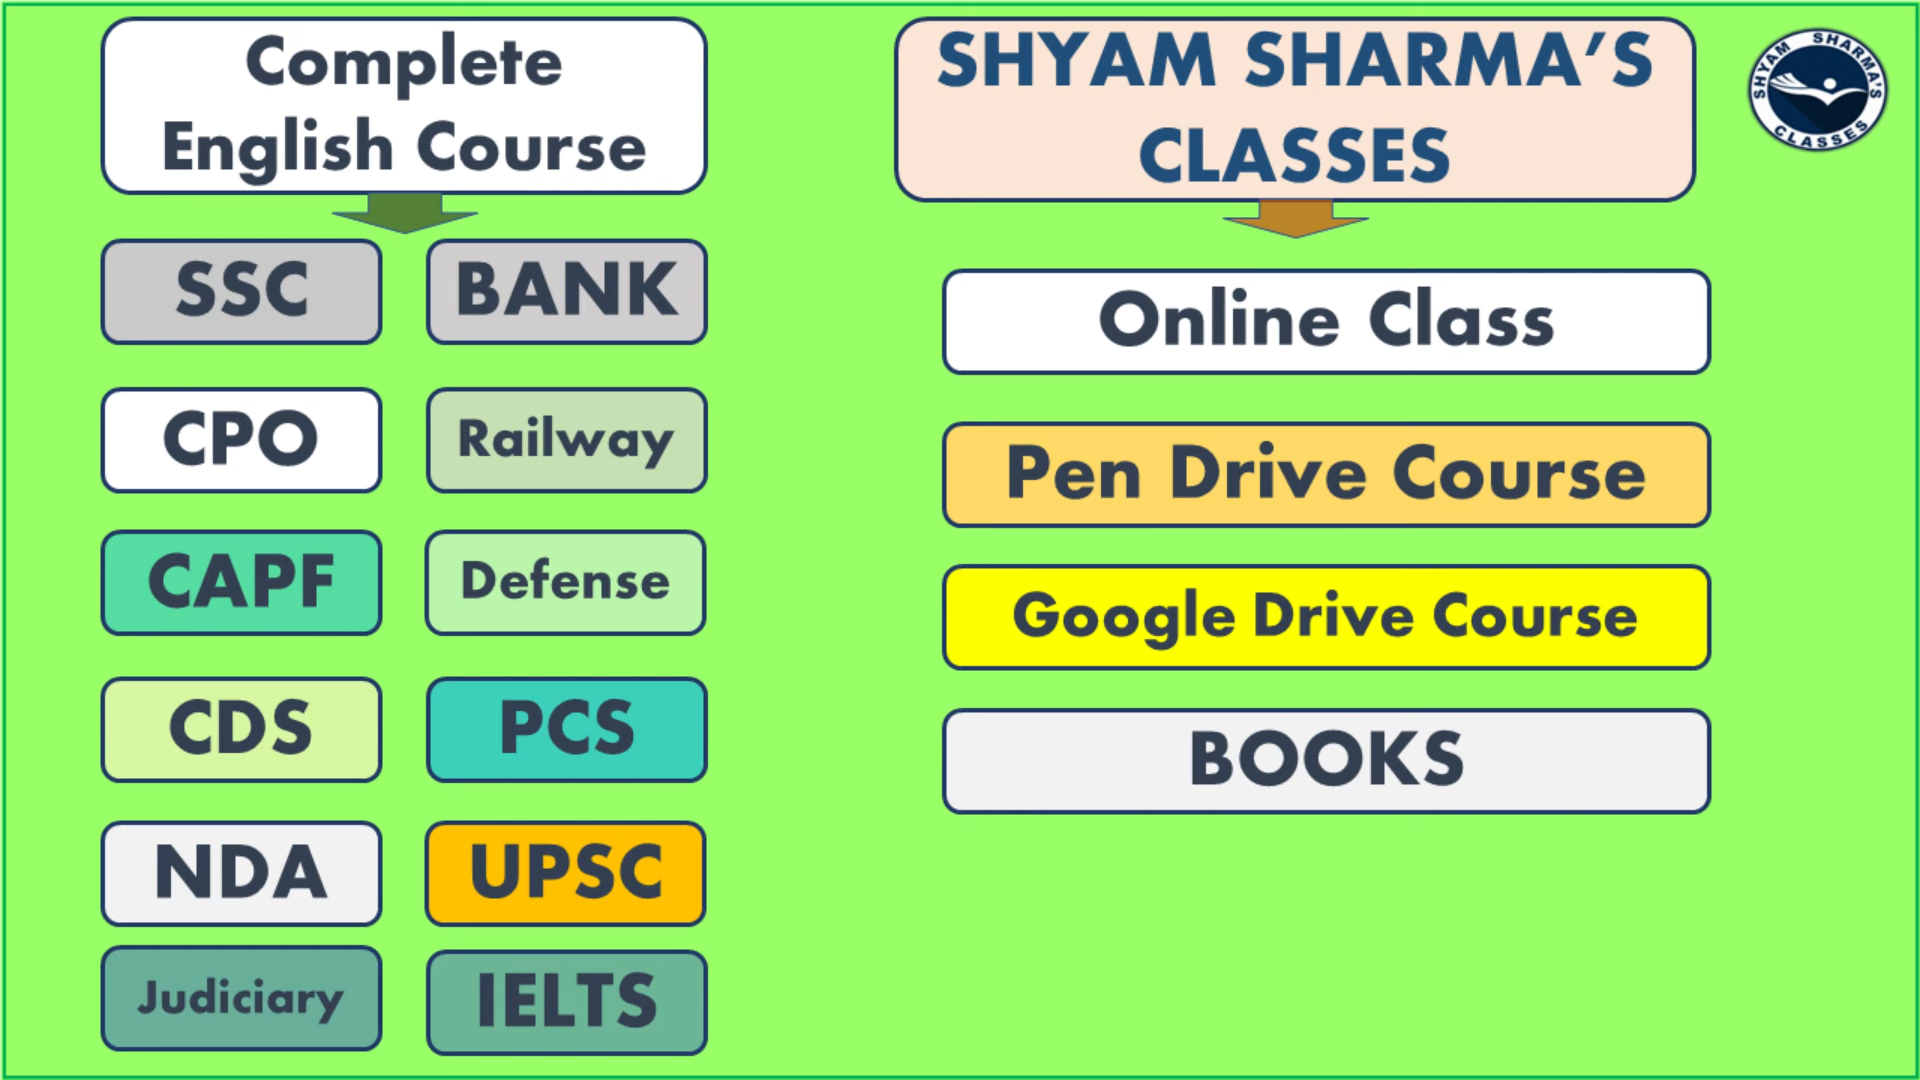 Complete
English Course
SSC
BANK
CPO
Railway
CAPF
Defense
CDS
PCS
NDA
UPSC
Judiciary
IELTS
SHYAM SHARMA’S
CLASSES
Online Class
Pen Drive Course
Google Drive Course
BOOKS
SHYAM SHARMA'S
CLASSES